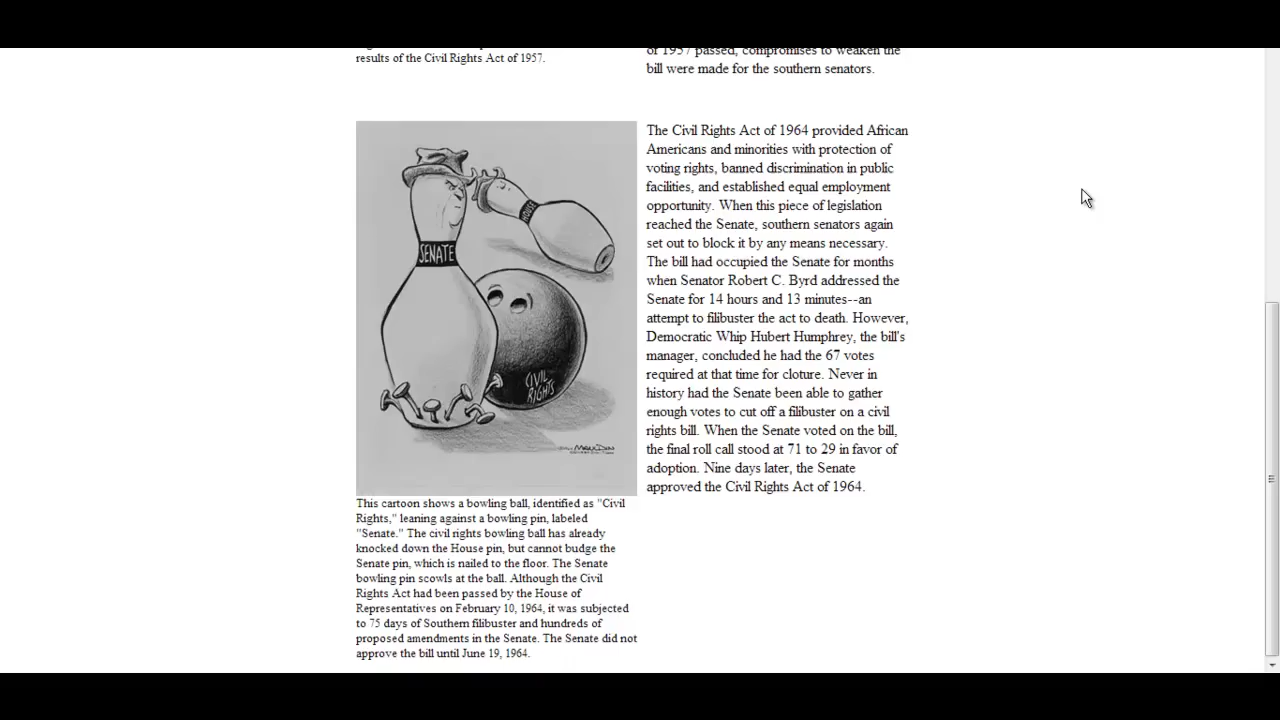 results of the Civil Rights Act of 1957.
of 1957 passed, compromises to weaken the
bill were made for the southern senators.
SENATE
HOUSE
CIVIL
RIGHTS
This cartoon shows a bowling ball, identified as "Civil
Rights," leaning against a bowling pin, labeled
"Senate." The civil rights bowling ball has already
knocked down the House pin, but cannot budge the
Senate pin, which is nailed to the floor. The Senate
bowling pin scowls at the ball. Although the Civil
Rights Act had been passed by the House of
Representatives on February 10, 1964, it was subjected
to 75 days of Southern filibuster and hundreds of
proposed amendments in the Senate. The Senate did not
approve the bill until June 19, 1964.
The Civil Rights Act of 1964 provided African
Americans and minorities with protection of
voting rights, banned discrimination in public
facilities, and established equal employment
opportunity. When this piece of legislation
reached the Senate, southern senators again
set out to block it by any means necessary.
The bill had occupied the Senate for months
when Senator Robert C. Byrd addressed the
Senate for 14 hours and 13 minutes--an
attempt to filibuster the act to death. However,
Democratic Whip Hubert Humphrey, the bill's
manager, concluded he had the 67 votes
required at that time for cloture. Never in
history had the Senate been able to gather
enough votes to cut off a filibuster on a civil
rights bill. When the Senate voted on the bill,
the final roll call stood at 71 to 29 in favor of
adoption. Nine days later, the Senate
approved the Civil Rights Act of 1964.